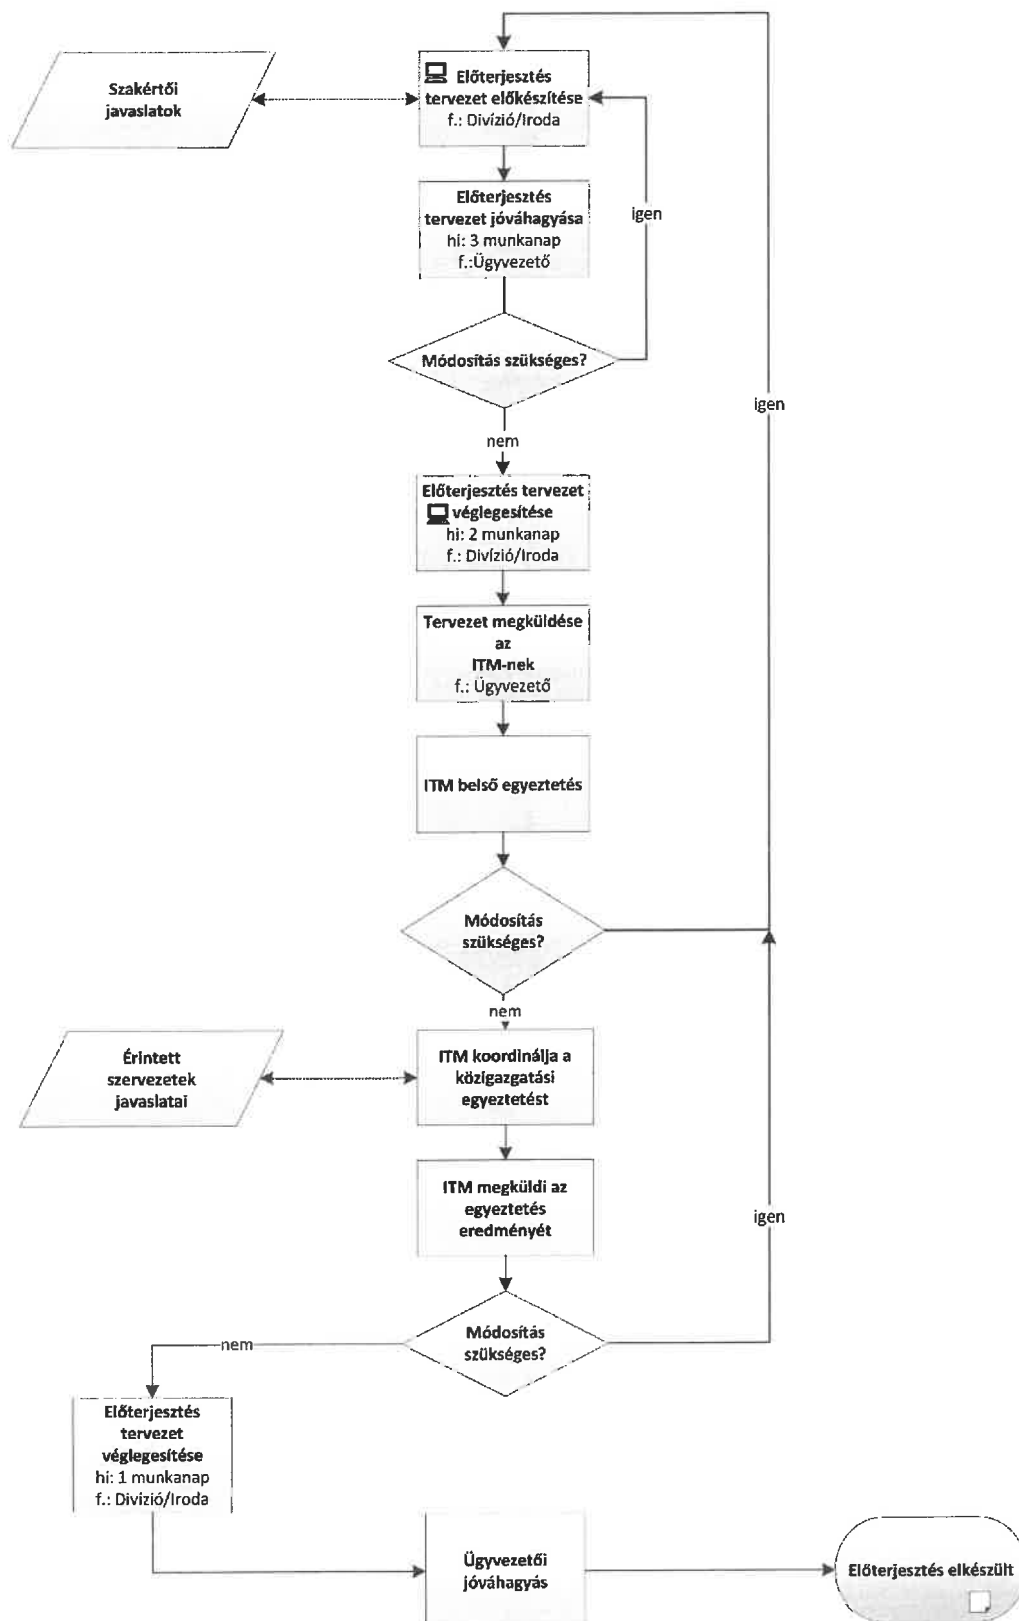 Szakértői
javaslatok
Előterjesztés
tervezet előkészítése
f.: Divízió/Iroda
Előterjesztés
tervezet jóváhagyása
hi: 3 munkanap
f.:Ügyvezető
igen
Módosítás szükséges?
igen
nem
Előterjesztés tervezet
véglegesítése
hi: 2 munkanap
f.: Divízió/Iroda
Tervezet megküldése
az
ITM-nek
f.: Ügyvezető
ITM belső egyeztetés
Módosítás
szükséges?
nem
Érintett
szervezetek
javaslatai
ITM koordinálja a
közigazgatási
egyeztetést
ITM megküldi az
egyeztetés
eredményét
igen
Módosítás
szükséges?
nem
Előterjesztés
tervezet
véglegesítése
hi: 1 munkanap
f.: Divízió/Iroda
Ügyvezetői
jóváhagyás
Előterjesztés elkészült